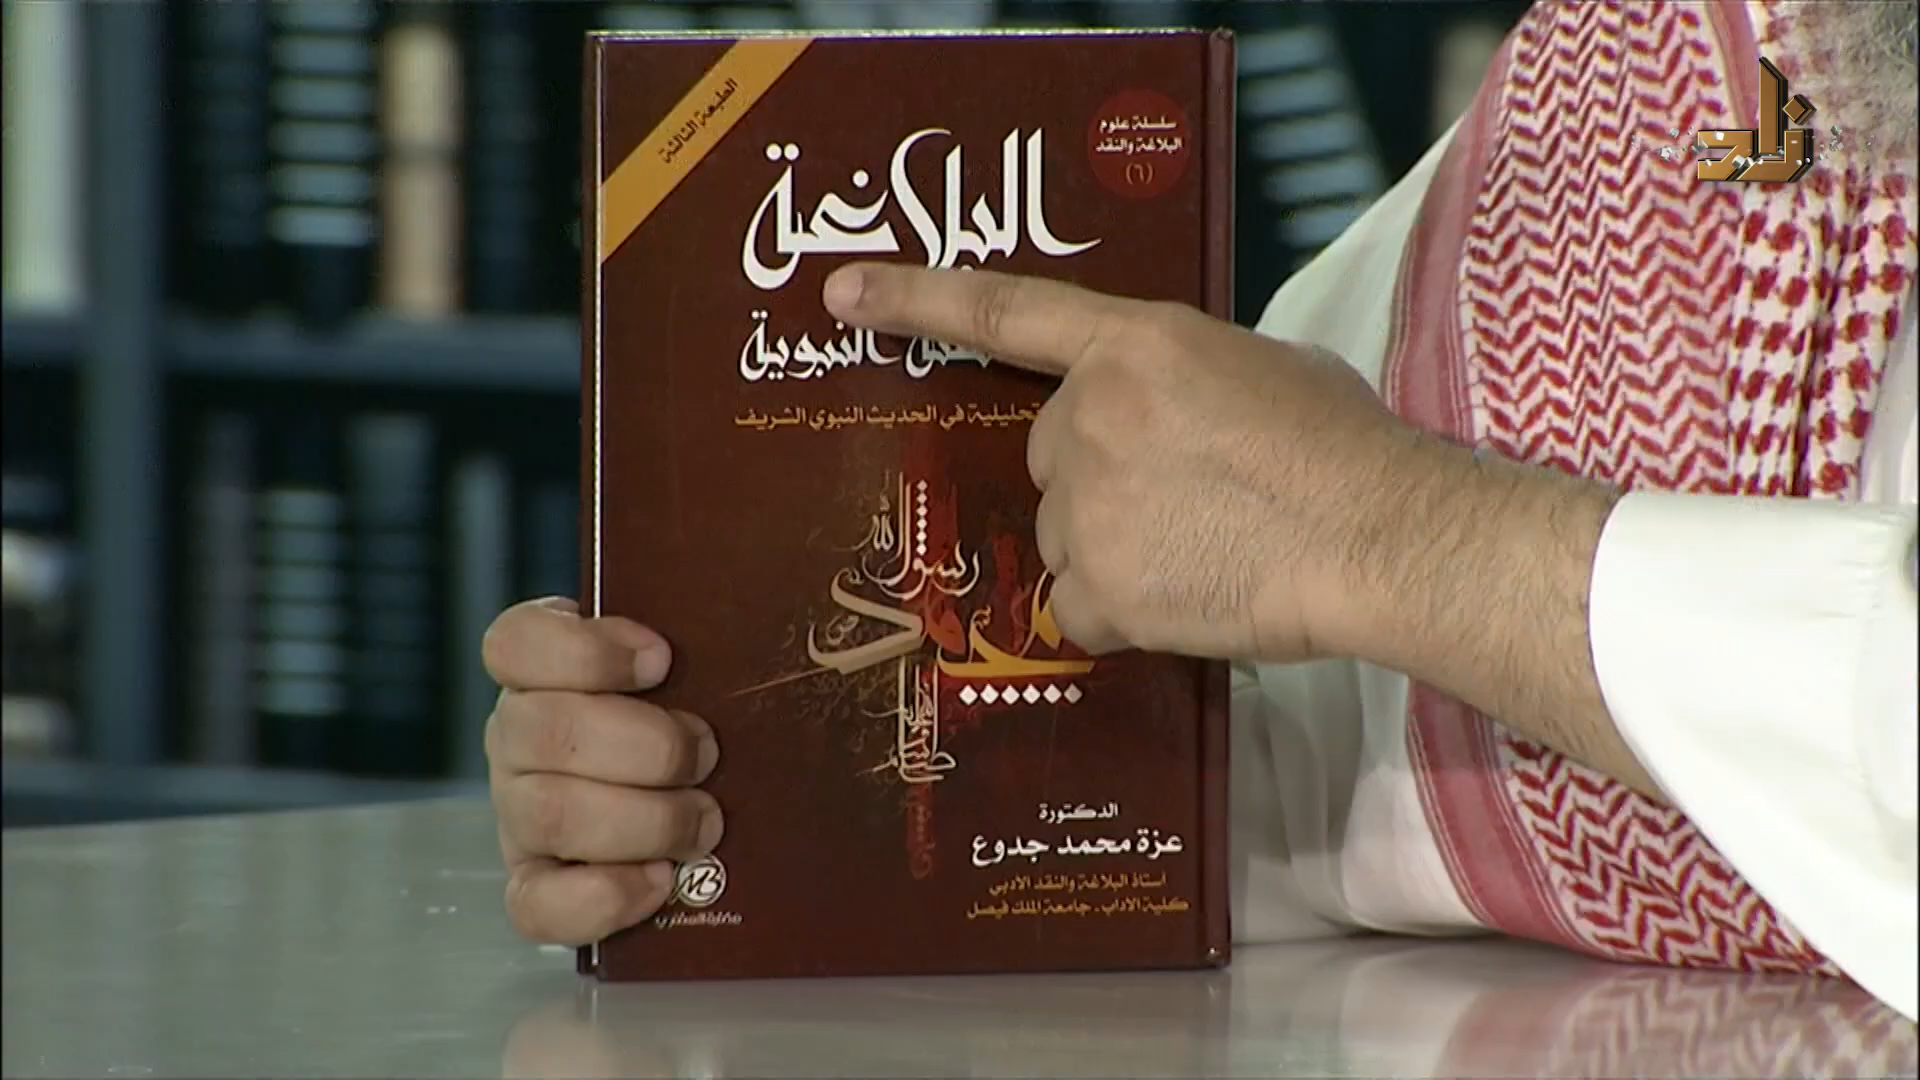 الطبعة الثالثة
سلسلة علوم
البلاغة والنقد
(٦)
البلاغة
النبوية
تحليلية في الحديث النبوي الشريف
رسول الله
محمد
الدكتورة
عزة محمد جدوع
أستاذ البلاغة والنقد الأدبي
كلية الآداب - جامعة الملك فيصل
زاد